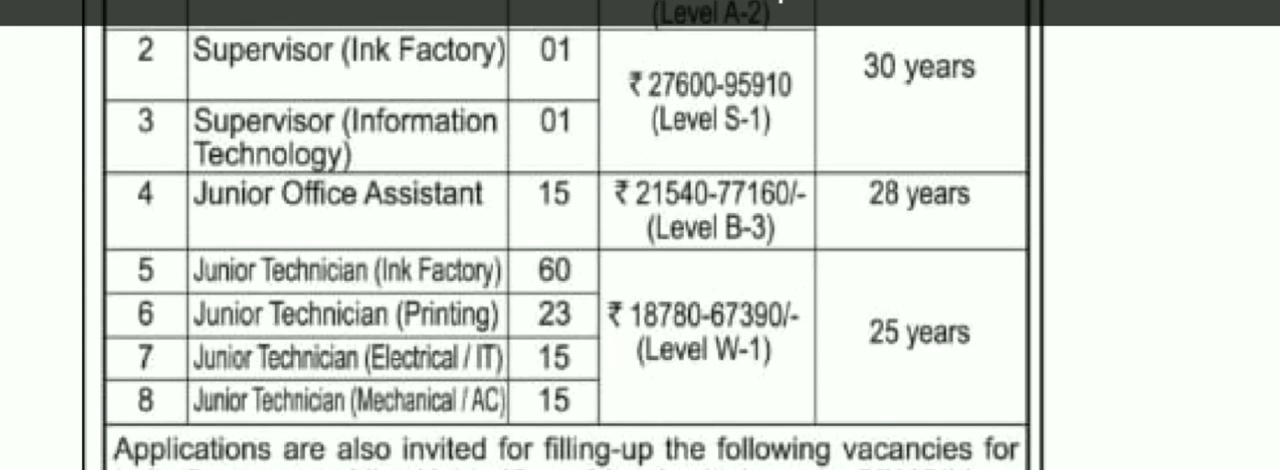 (Level A-2)
2 Supervisor (Ink Factory) 01
₹ 27600-95910
(Level S-1)
30 years
3 Supervisor (Information
Technology)
01
4 Junior Office Assistant 15 ₹ 21540-77160/-
(Level B-3)
28 years
5 Junior Technician (Ink Factory) 60
6 Junior Technician (Printing) 23
7 Junior Technician (Electrical / IT) 15
8 Junior Technician (Mechanical / AC) 15
₹ 18780-67390/-
(Level W-1)
25 years
Applications are also invited for filling-up the following vacancies for